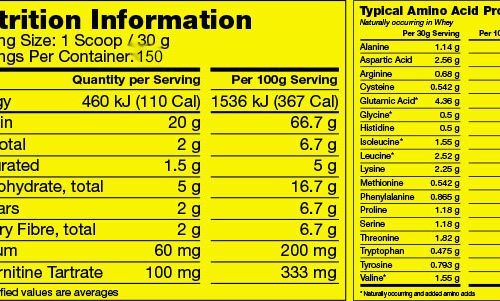 trition Information
ng Size: 1 Scoop / 30 g
ngs Per Container: 150
Quantity per Serving Per 100g Serving
gy 460 kJ (110 Cal) 1536 kJ (367 Cal)
in 20 g 66.7 g
otal 2 g 6.7 g
urated 1.5 g 5 g
ohydrate, total 5 g 16.7 g
ars 2 g 6.7 g
ry Fibre, total 2 g 6.7 g
um 60 mg 200 mg
rnitine Tartrate 100 mg 333 mg
fied values are averages
Typical Amino Acid Pro
Naturally occurring in Whey
Per 30g Serving Per 10
Alanine 1.14 g
Aspartic Acid 2.56 g
Arginine 0.68 g
Cysteine 0.542 g
Glutamic Acid* 4.36 g
Glycine* 0.5 g
Histidine 0.5 g
Isoleucine* 1.55 g
Leucine* 2.52 g
Lysine 2.25 g
Methionine 0.542 g
Phenylalanine 0.865 g
Proline 1.18 g
Serine 1.18 g
Threonine 1.82 g
Tryptophan 0.475 g
Tyrosine 0.793 g
Valine* 1.55 g
* Naturally occurring and added amino acids